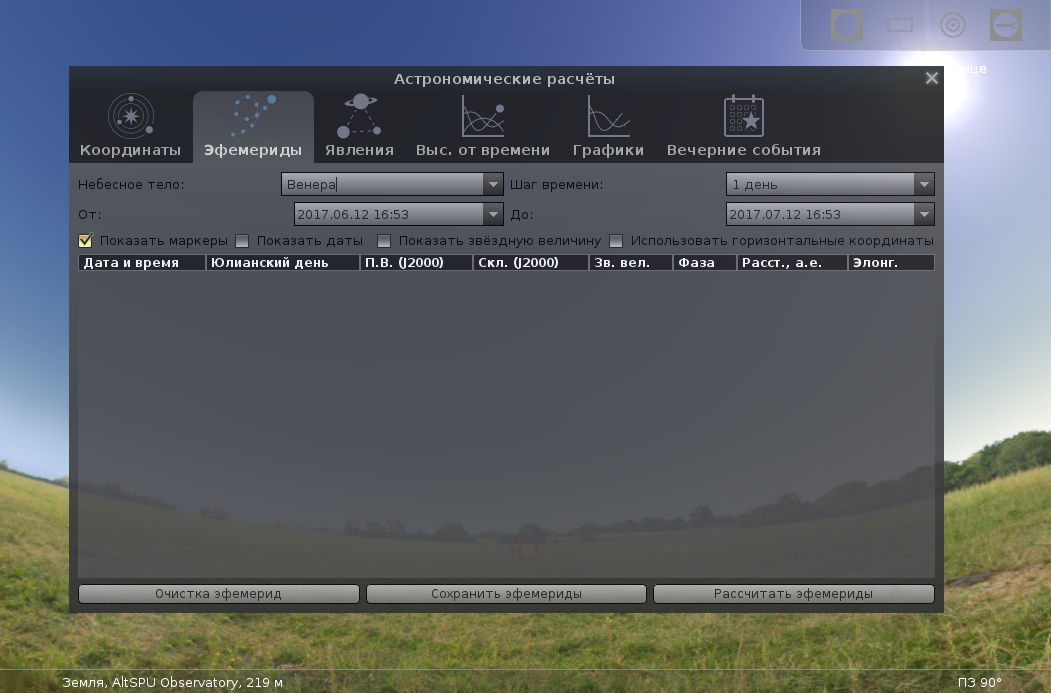 нце
Астрономические расчёты
Координаты Эфемериды Явления Выс. от времени Графики Вечерние события
Небесное тело: Венера Шаг времени: 1 день
От: 2017.06.12 16:53 До: 2017.07.12 16:53
Показать маркеры Показать даты Показать звёздную величину Использовать горизонтальные координаты
Дата и время Юлианский день П.В. (J2000) Скл. (J2000) Зв. вел. Фаза Расст., а.е. Элонг.
Ю
Очистка эфемерид Сохранить эфемериды Рассчитать эфемериды
Земля, AltSPU Observatory, 219 м ПЗ 90°